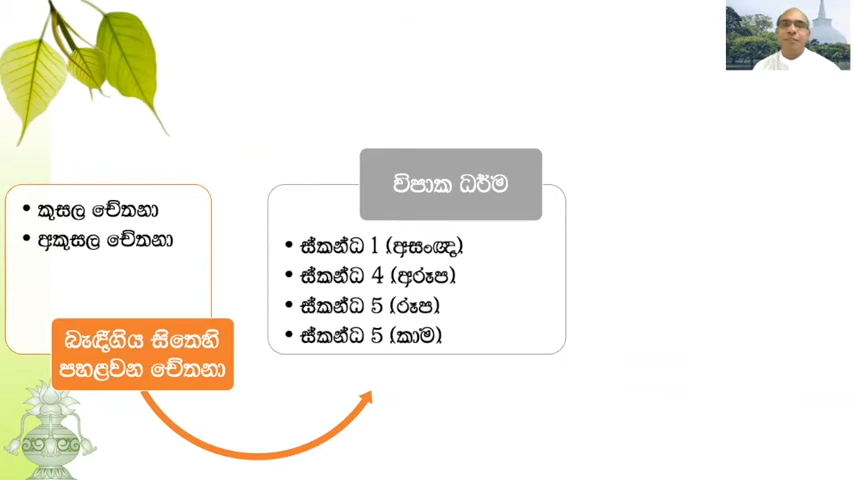 විපාක ධර්ම
• කුසල චේතනා
• අකුසල චේතනා
• ස්කන්ධ 1 (අසංඥ)
• ස්කන්ධ 4 (අරූප)
• ස්කන්ධ 5 (රූප)
• ස්කන්ධ 5 (කාම)
බැඳීගිය සිතෙහි
පහළවන චේතනා